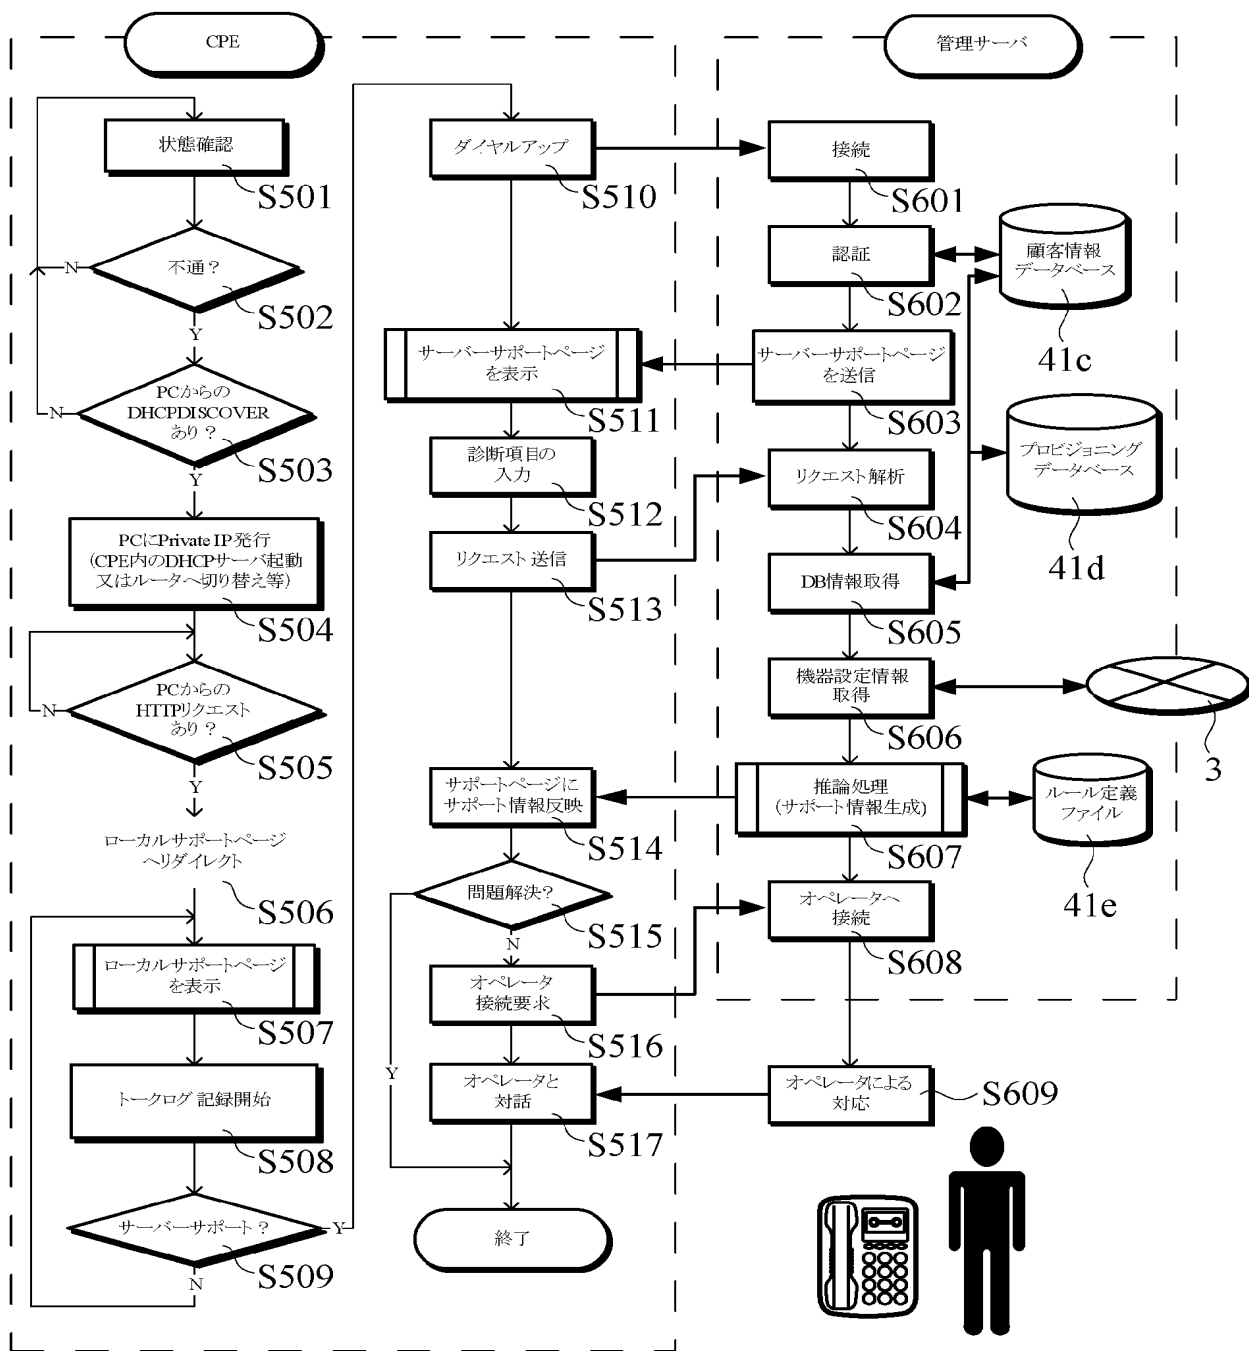 CPE
状態確認
S501
不通？
S502
N
Y
PCからの
DHCPDISCOVER
あり？
S503
N
Y
PCにPrivate IP発行
(CPE内のDHCPサーバ起動
又はルータへ切り替え等)
S504
PCからの
HTTPリクエスト
あり？
S505
N
Y
ローカルサポートページ
へリダイレクト
S506
ローカルサポートページ
を表示
S507
トークログ 記録開始
S508
サーバーサポート？
S509
Y
N
ダイヤルアップ
S510
サーバーサポートページ
を表示
S511
診断項目の
入力
S512
リクエスト 送信
S513
サポートページに
サポート情報反映
S514
問題解決？
S515
N
Y
オペレータ
接続要求
S516
オペレータと
対話
S517
終了
管理サーバ
接続
S601
認証
S602
サーバーサポートページ
を送信
S603
リクエスト解析
S604
DB情報取得
S605
機器設定情報
取得
S606
推論処理
(サポート情報生成)
S607
オペレータへ
接続
S608
オペレータによる
対応
S609
顧客情報
データベース
41c
プロビジョニング
データベース
41d
3
ルール定義
ファイル
41e